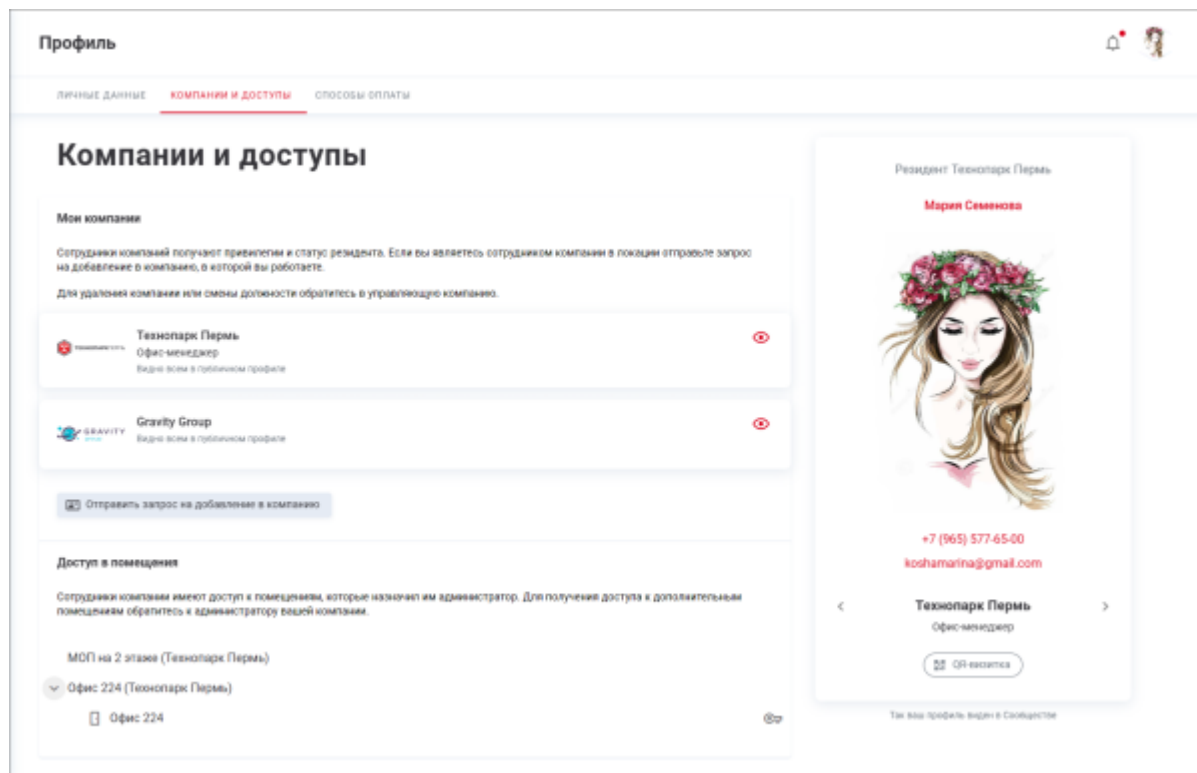 Профиль
ЛИЧНЫЕ ДАННЫЕ
КОМПАНИИ И ДОСТУПЫ
СПОСОБЫ ОПЛАТЫ
Компании и доступы
Мои компании
Сотрудники компаний получают привилегии и статус резидента. Если вы являетесь сотрудником компании в локации отправьте запрос
на добавление в компанию, в которой вы работаете.
Для удаления компании или смены должности обратитесь в управляющую компанию.
Технопарк Пермь
Офис-менеджер
Видно всем в публичном профиле
GRAVITY
Gravity Group
Видно всем в публичном профиле
Отправить запрос на добавление в компанию
Доступ в помещения
Сотрудники компании имеют доступ к помещениям, которые назначил им администратор. Для получения доступа к дополнительным
помещениям обратитесь к администратору вашей компании.
МОП на 2 этаже (Технопарк Пермь)
Офис 224 (Технопарк Пермь)
Офис 224
Резидент Технопарк Пермь
Мария Семенова
+7 (965) 577-65-00
koshamarina@gmail.com
Технопарк Пермь
Офис-менеджер
QR-визитка
Так ваш профиль виден в Сообществе